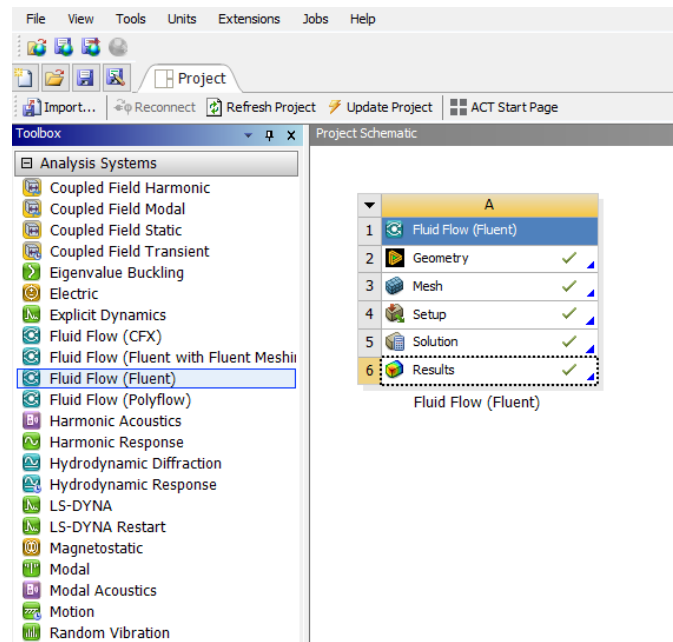 File View Tools Units Extensions Jobs Help
Project
Import... Reconnect Refresh Project Update Project ACT Start Page
Toolbox
Project Schematic
Analysis Systems
Coupled Field Harmonic
Coupled Field Modal
Coupled Field Static
Coupled Field Transient
Eigenvalue Buckling
Electric
Explicit Dynamics
Fluid Flow (CFX)
Fluid Flow (Fluent with Fluent Meshi
Fluid Flow (Fluent)
Fluid Flow (Polyflow)
Harmonic Acoustics
Harmonic Response
Hydrodynamic Diffraction
Hydrodynamic Response
LS-DYNA
LS-DYNA Restart
Magnetostatic
Modal
Modal Acoustics
Motion
Random Vibration
A
1 Fluid Flow (Fluent)
2 Geometry
3 Mesh
4 Setup
5 Solution
6 Results
Fluid Flow (Fluent)